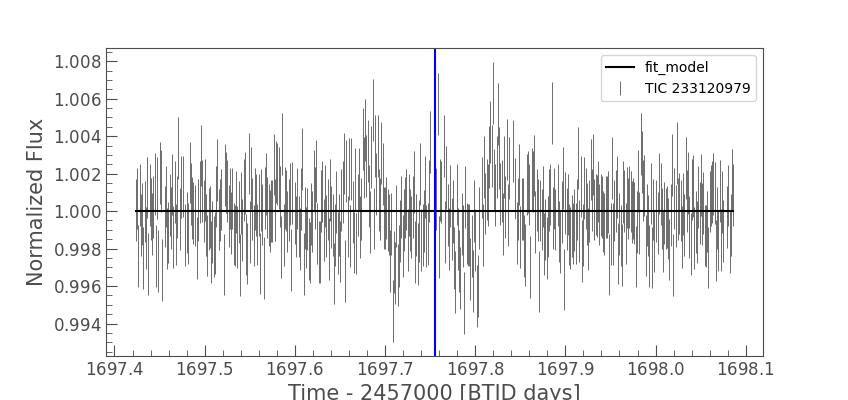 1.008
1.006
1.004
1.002
1.000
0.998
0.996
0.994
Normalized Flux
fit_model
TIC 233120979
1697.4 1697.5 1697.6 1697.7 1697.8 1697.9 1698.0 1698.1
Time - 2457000 [BTJD days]